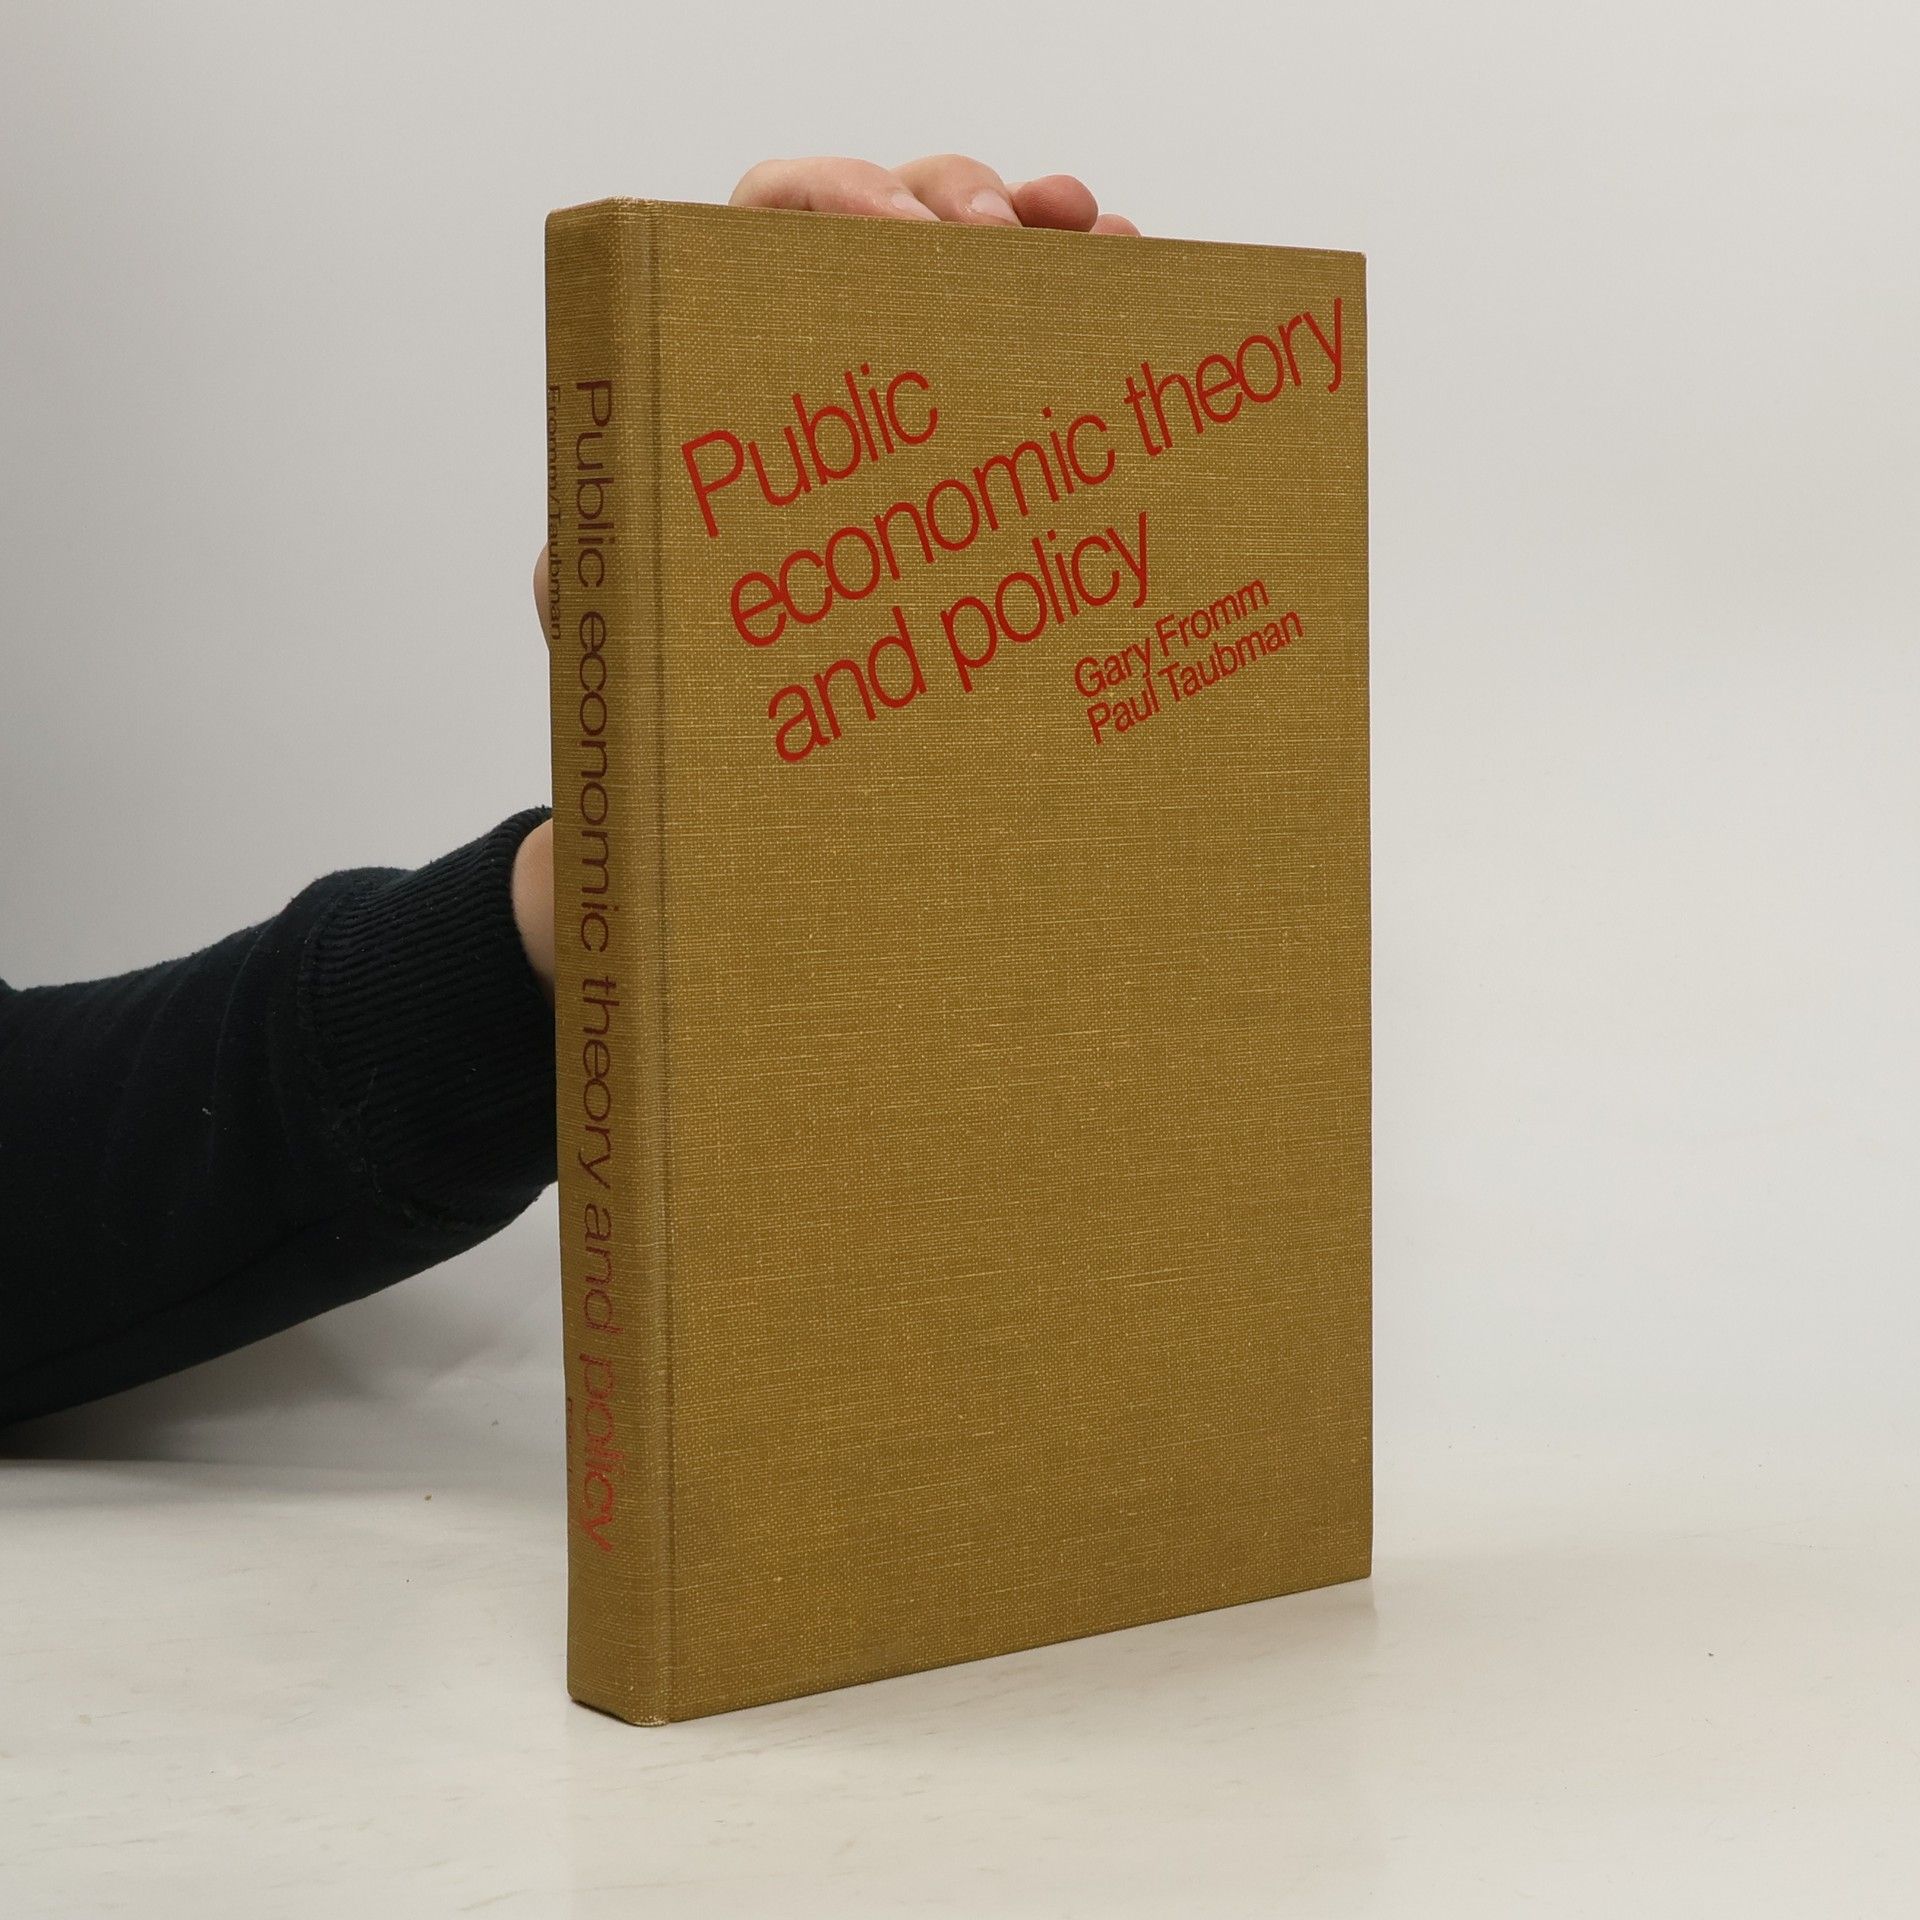 Public
economic theory
and policy
Gary Fromm
Paul Taubman
Public economic theory and policy
Fromm/Taubman